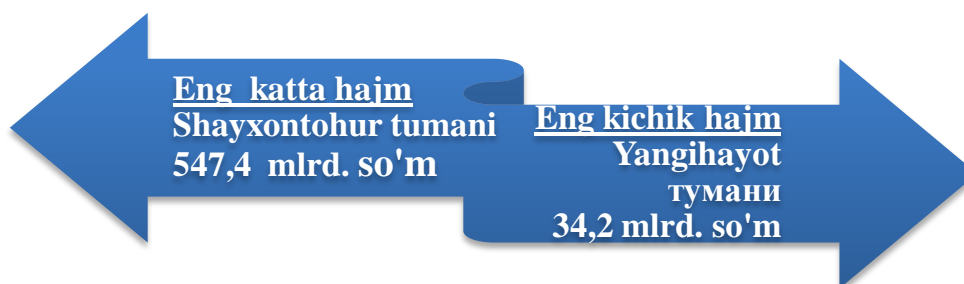 Eng katta hajm
Shayxontohur tumani
547,4 mlrd. so'm
Eng kichik hajm
Yangihayot
тумани
34,2 mlrd. so'm